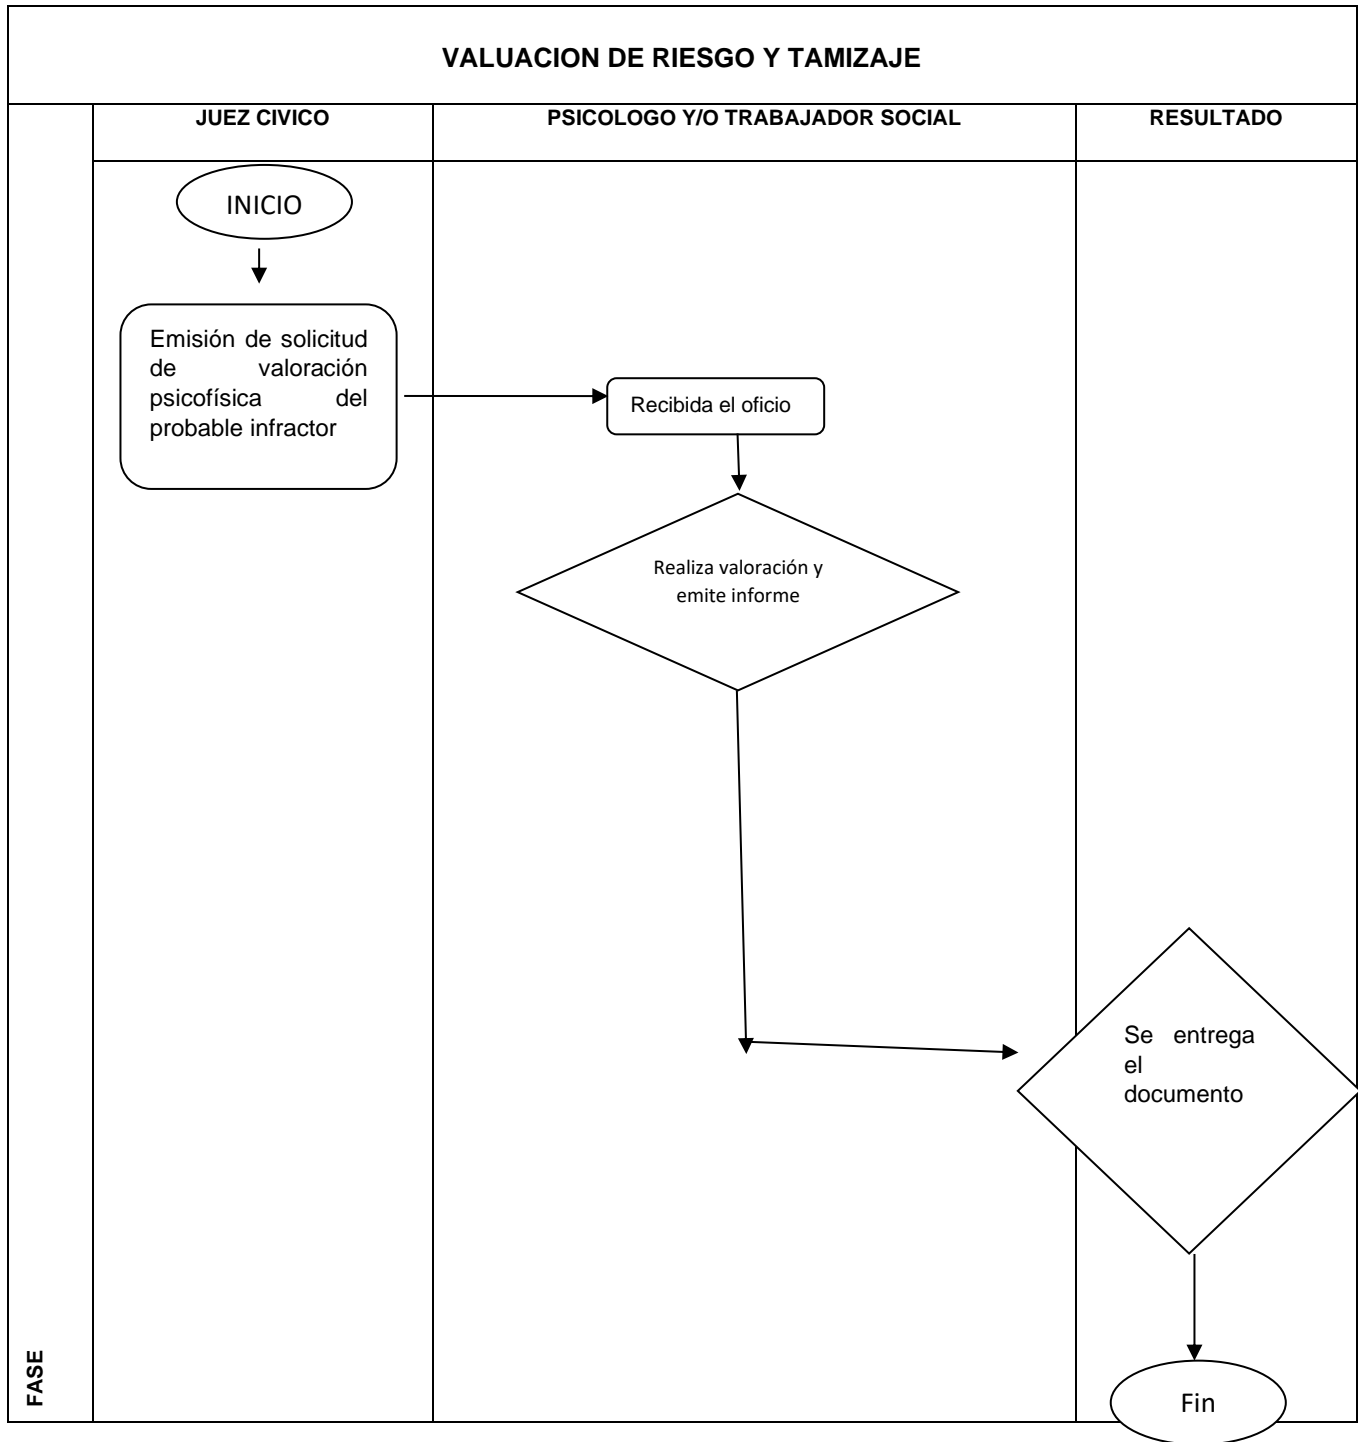 VALUACION DE RIESGO Y TAMIZAJE
JUEZ CIVICO
PSICOLOGO Y/O TRABAJADOR SOCIAL
RESULTADO
INICIO
Emisión de solicitud
de valoración
psicofísica del
probable infractor
Recibida el oficio
Realiza valoración y
emite informe
Se entrega
el
documento
Fin
FASE